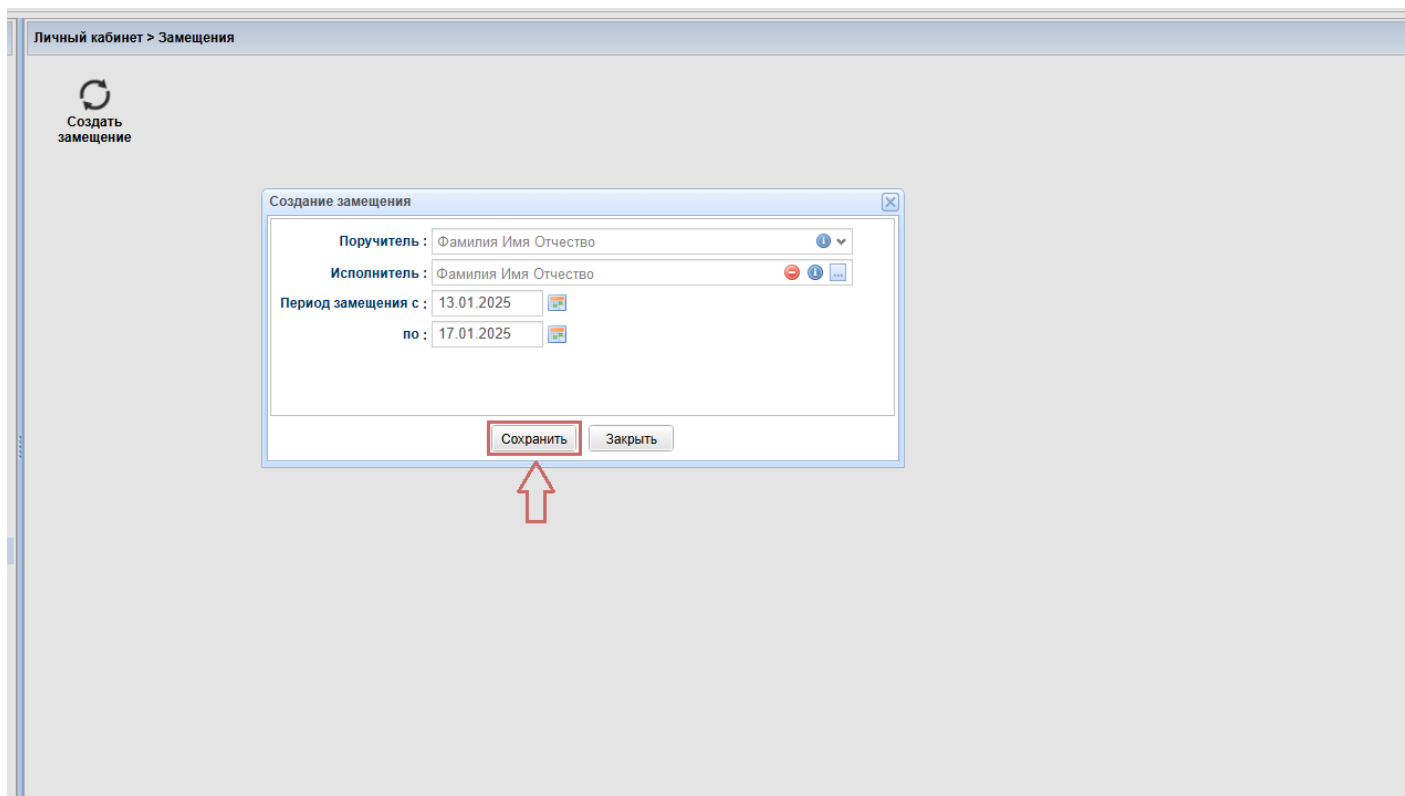 Личный кабинет > Замещения
Создать
замещение
Создание замещения
Поручитель : Фамилия Имя Отчество
Исполнитель : Фамилия Имя Отчество ...
Период замещения с : 13.01.2025
по : 17.01.2025
Сохранить Закрыть